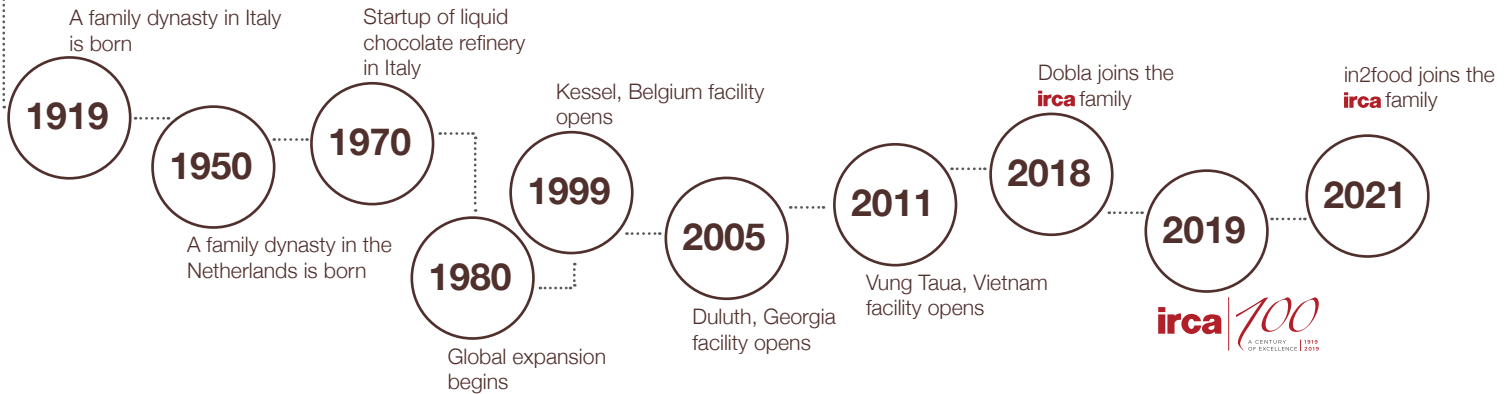 A family dynasty in Italy
is born
1919
1950
A family dynasty in the
Netherlands is born
Startup of liquid
chocolate refinery
in Italy
1970
1980
Global expansion
begins
Kessel, Belgium facility
opens
1999
2005
Duluth, Georgia
facility opens
2011
Vung Taua, Vietnam
facility opens
Dobla joins the
irca family
2018
2019
irca 100
A CENTURY 1919
OF EXCELLENCE 2019
in2food joins the
irca family
2021